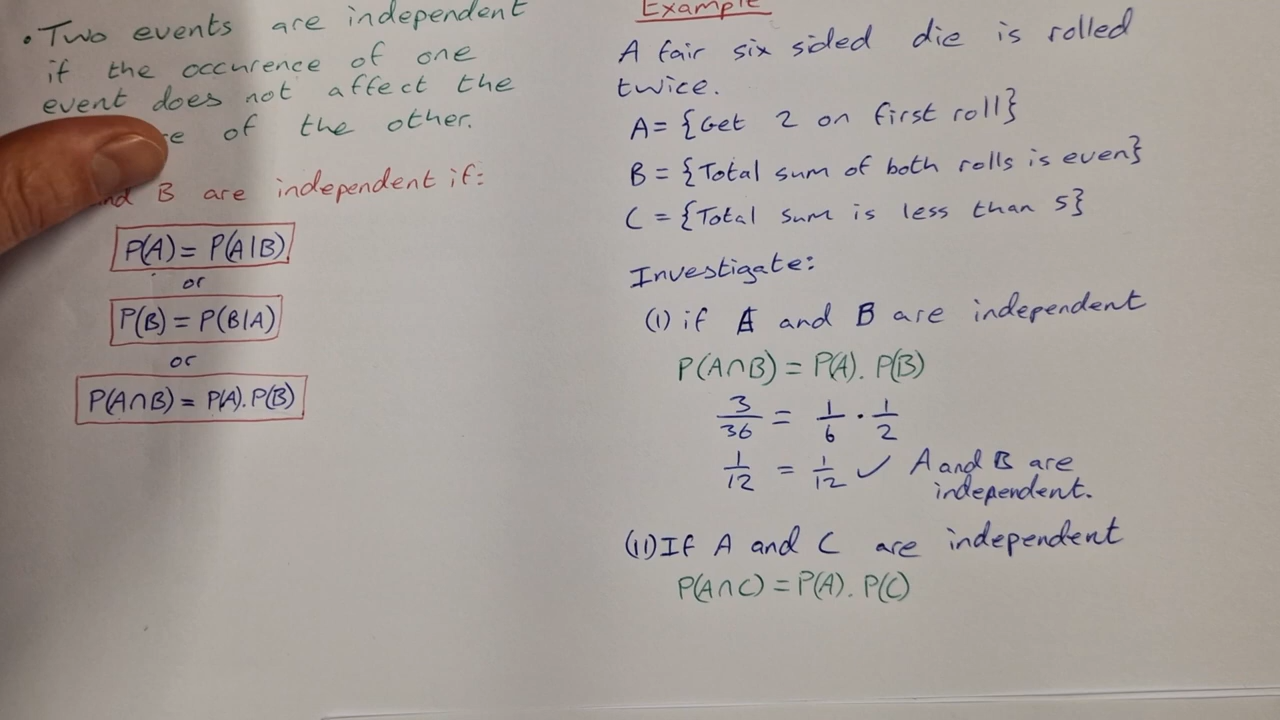 • Two events are independent
if the occurence of one
event does not affect the
of the other.
B are independent if:
P(A) = P(A|B)
or
P(B) = P(B|A)
or
P(A∩B) = P(A).P(B)
Example
A fair six sided die is rolled
twice.
A = {Get 2 on first roll}
B = {Total sum of both rolls is even}
C = {Total sum is less than 5}
Investigate:
(i) if A and B are independent
P(A∩B) = P(A). P(B)
3/36 = 1/6 · 1/2
1/12 = 1/12 ✓ A and B are
independent.
(ii) If A and C are independent
P(A∩C) = P(A). P(C)